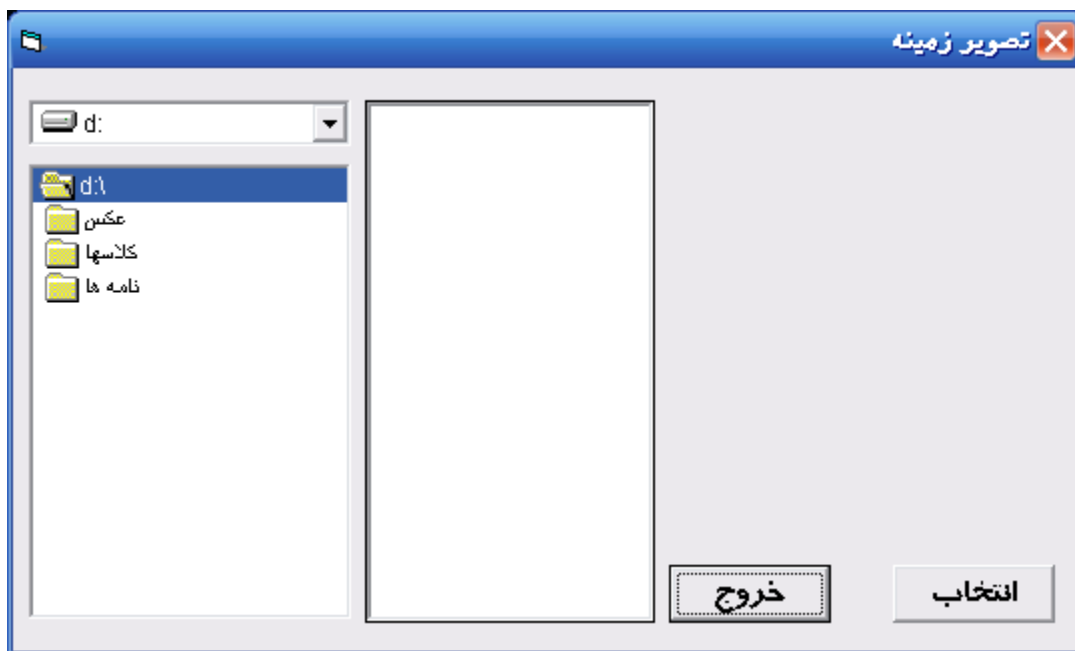 تصویر زمینه
d:
d:\
عکس
کلاسها
نامه ها
خروج
انتخاب